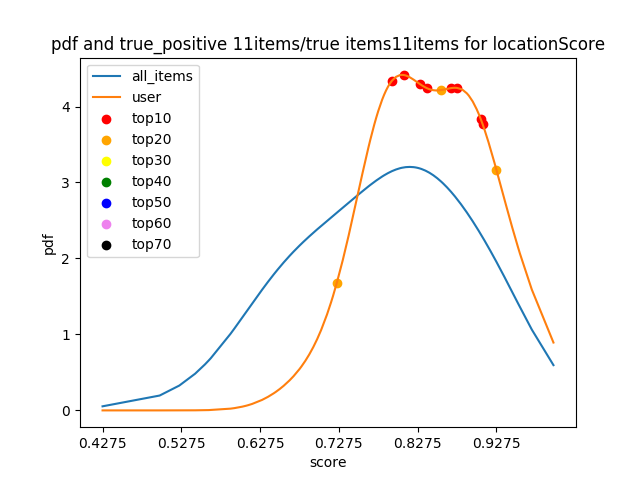 pdf and true_positive 11items/true items11items for locationScore
all_items
user
top10
top20
top30
top40
top50
top60
top70
pdf
4
3
2
1
0
0.4275 0.5275 0.6275 0.7275 0.8275 0.9275
score